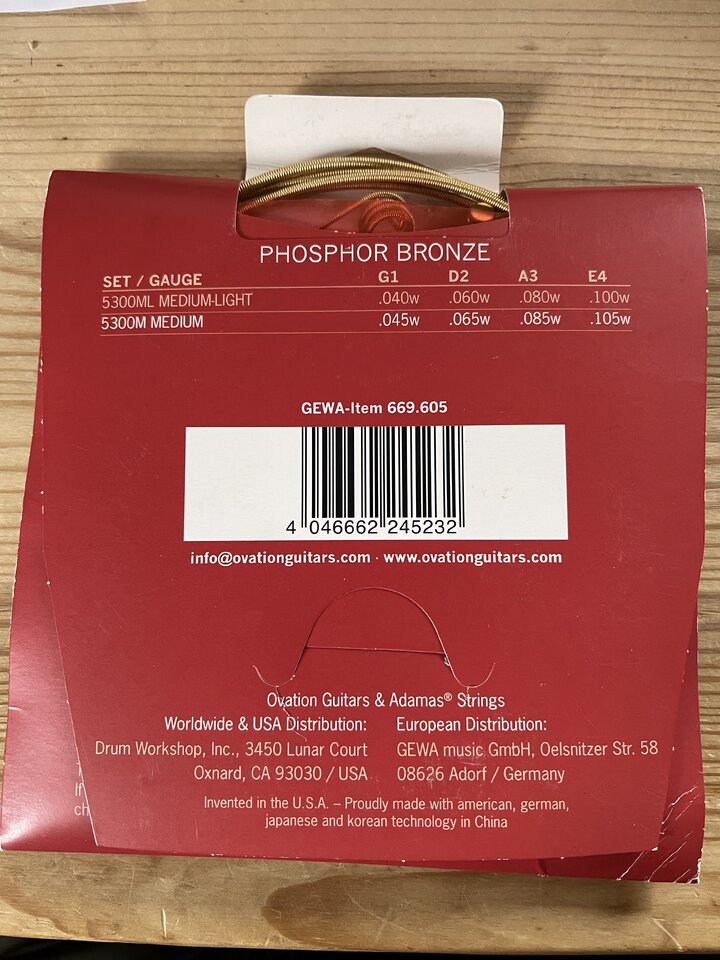 PHOSPHOR BRONZE
SET / GAUGE G1 D2 A3 E4
5300ML MEDIUM-LIGHT .040w .060w .080w .100w
5300M MEDIUM .045w .065w .085w .105w
GEWA-Item 669.605
4 046662 245232
info@ovationguitars.com · www.ovationguitars.com
Ovation Guitars & Adamas® Strings
Worldwide & USA Distribution:
Drum Workshop, Inc., 3450 Lunar Court
Oxnard, CA 93030 / USA
European Distribution:
GEWA music GmbH, Oelsnitzer Str. 58
08626 Adorf / Germany
Invented in the U.S.A. – Proudly made with american, german,
japanese and korean technology in China
If
ch